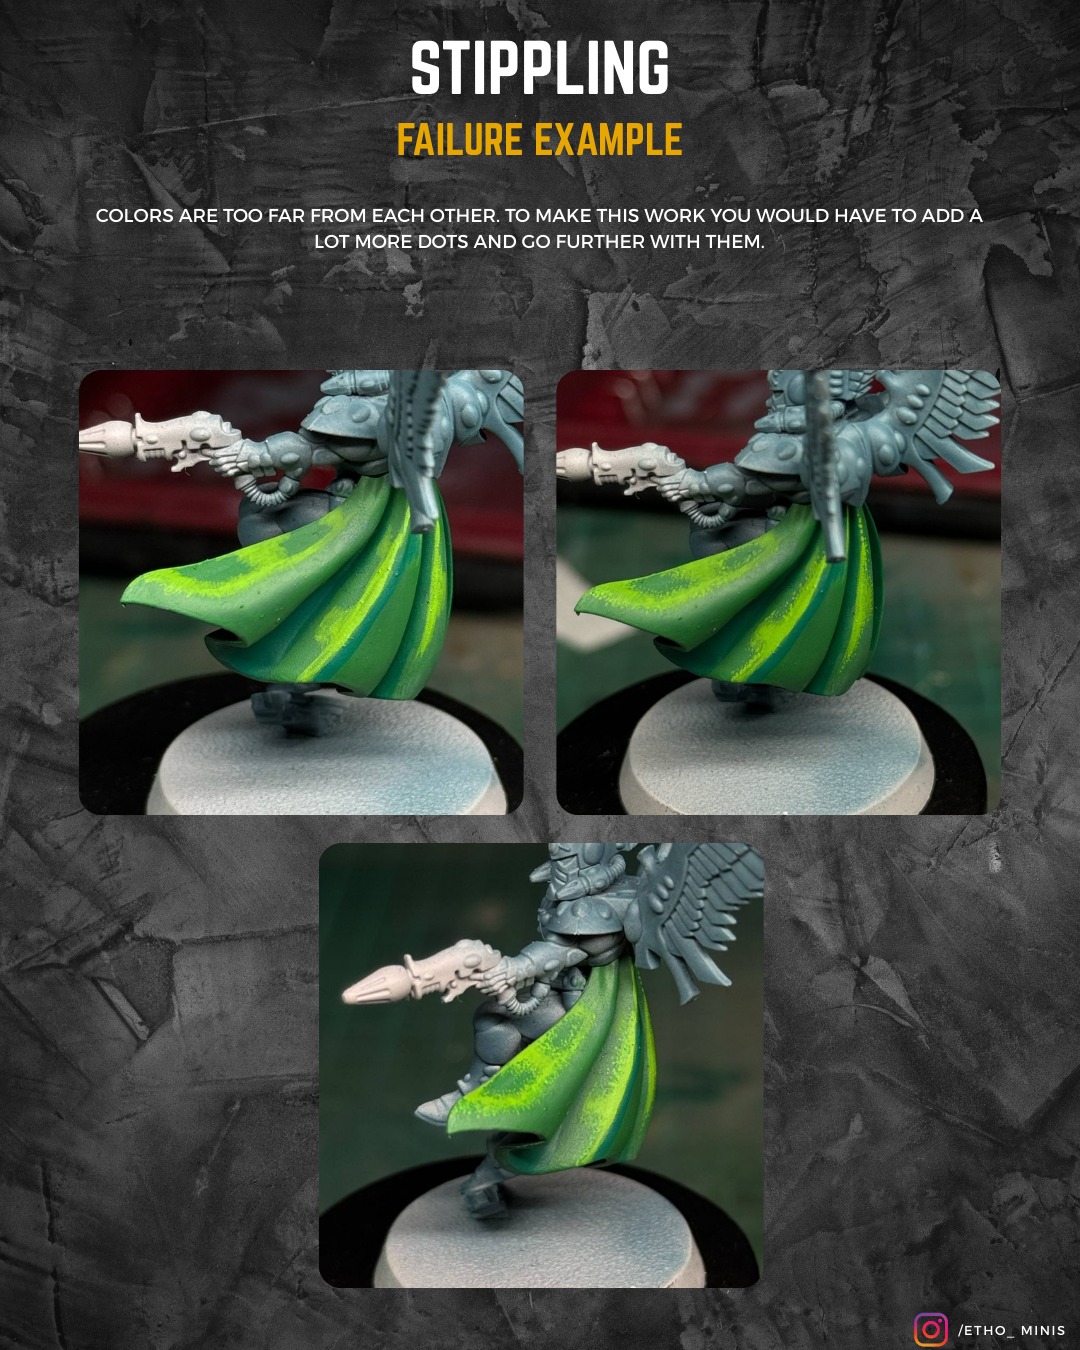 STIPPLING
FAILURE EXAMPLE
COLORS ARE TOO FAR FROM EACH OTHER. TO MAKE THIS WORK YOU WOULD HAVE TO ADD A
LOT MORE DOTS AND GO FURTHER WITH THEM.
/ETHO_ MINIS